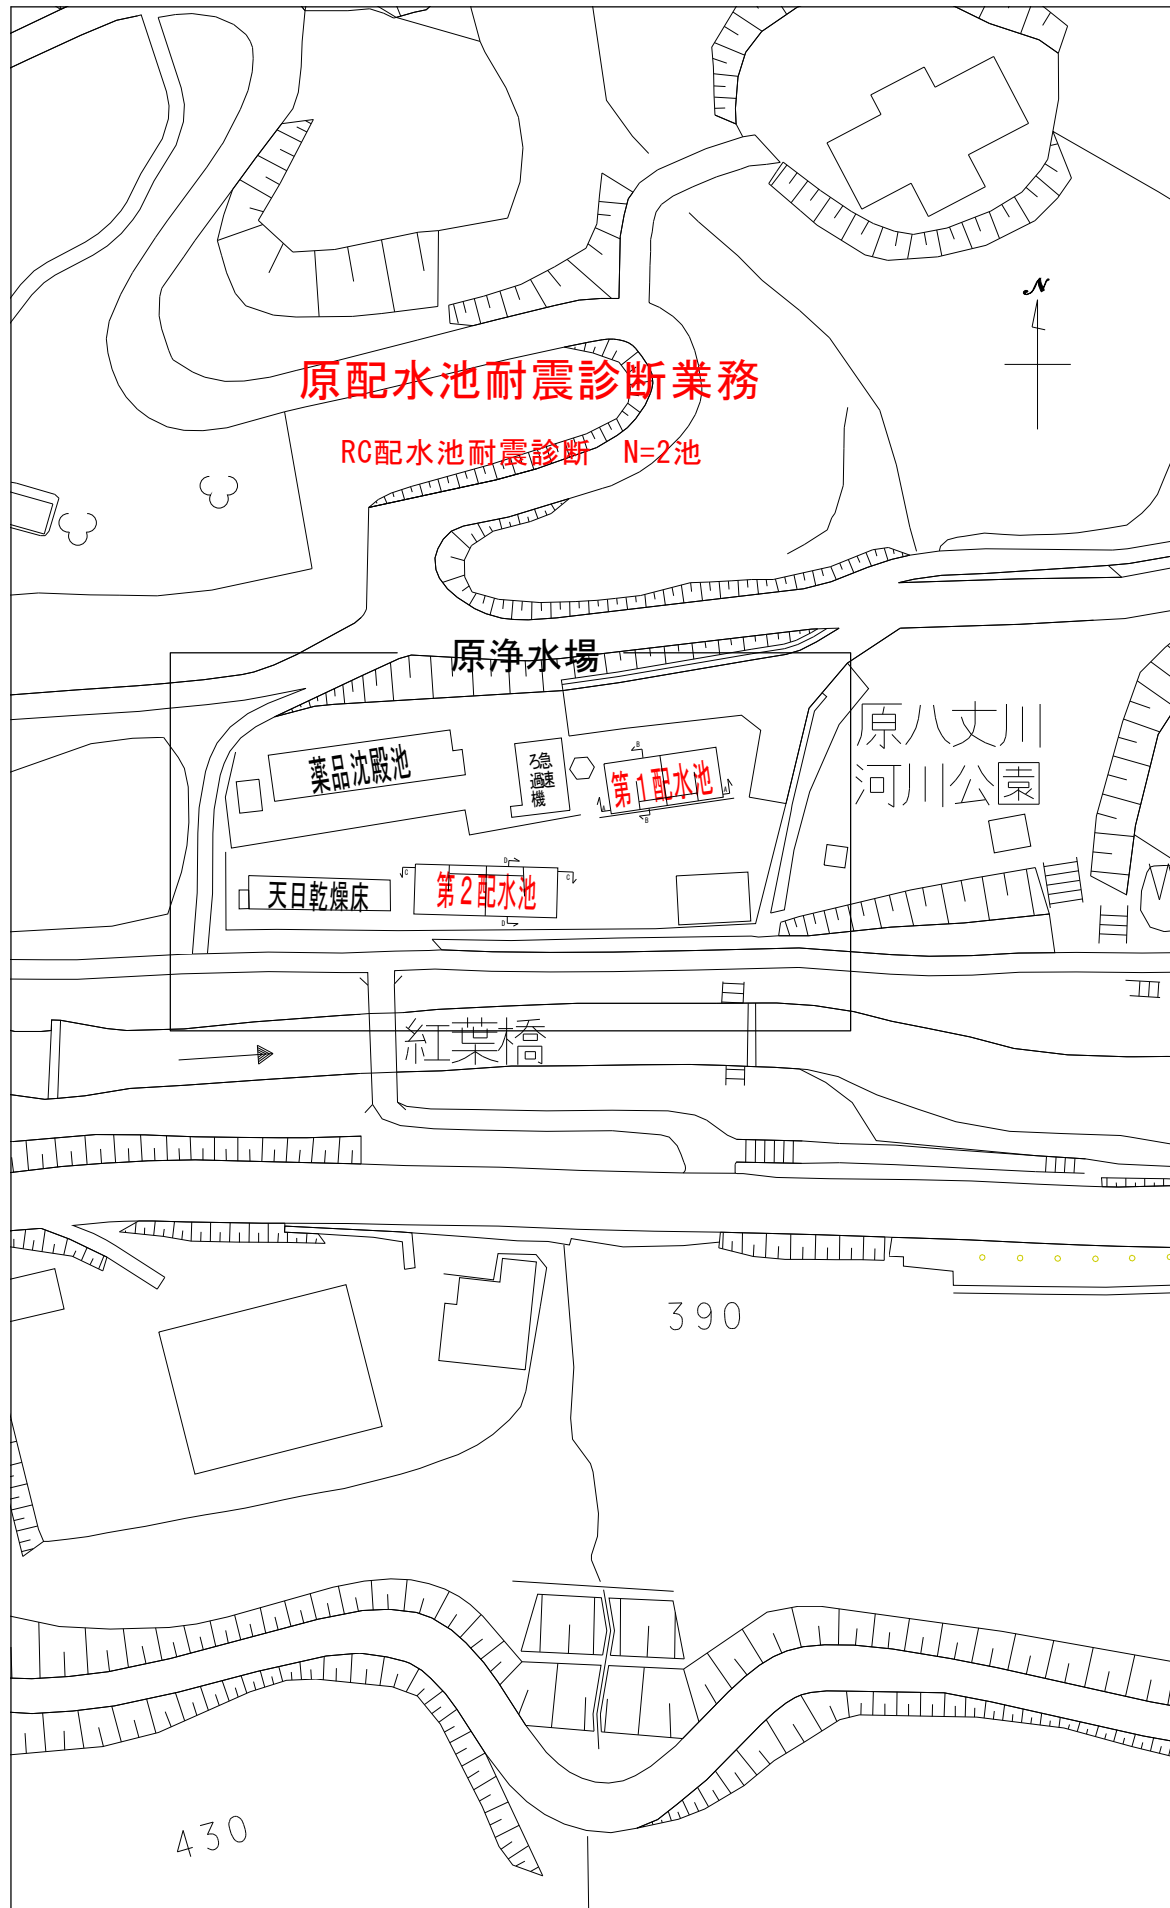 N
原配水池耐震診断業務
RC配水池耐震診断 N=2池
原浄水場
原八丈川
河川公園
薬品沈殿池
急速
ろ過機
B
第1配水池
A
A
B
D
C
C
天日乾燥床
第2配水池
D
紅葉橋
390
430